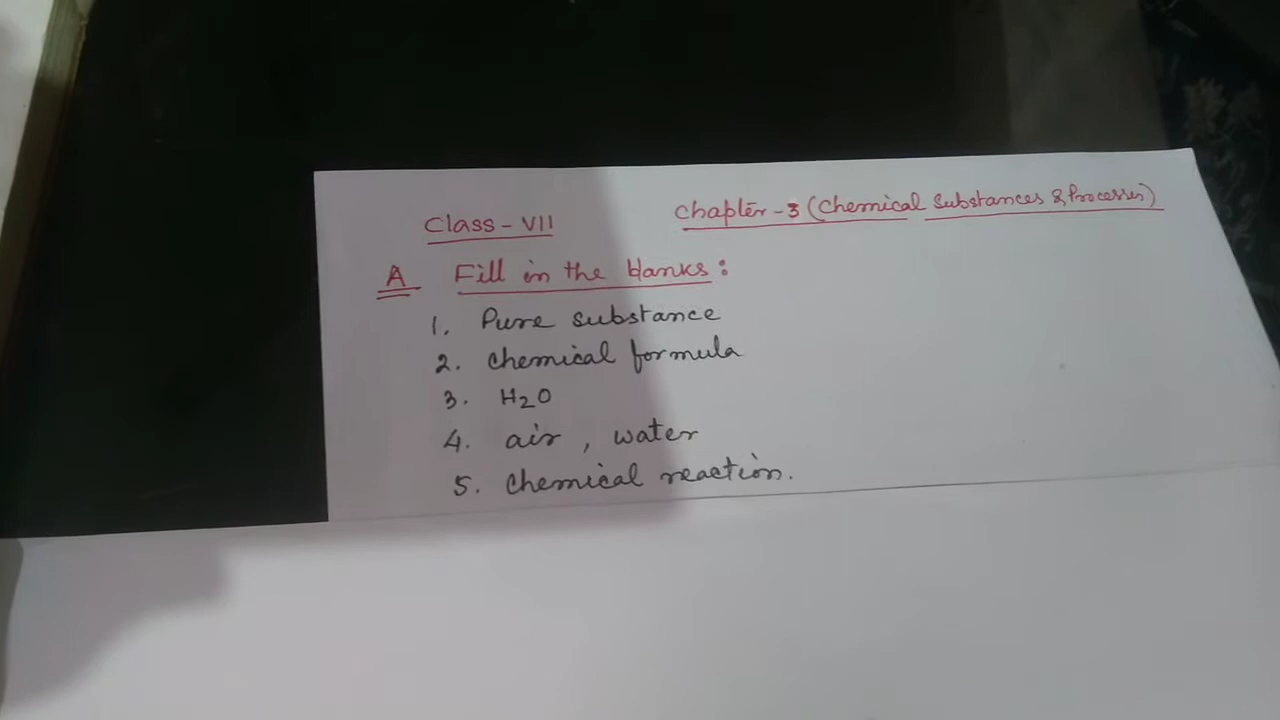 Class - VII
Chapter - 3 (Chemical Substances & Processes)
A Fill in the blanks :
1. Pure substance
2. Chemical formula
3. H₂O
4. air , water
5. Chemical reaction.